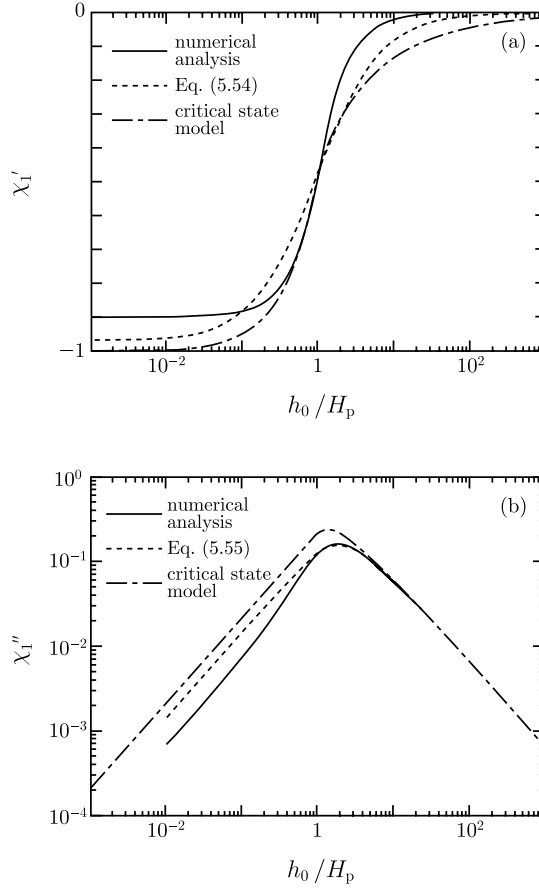 0
(a)
numerical
analysis
Eq. (5.54)
critical state
model
χ₁′
−1
10⁻² 1 10²
h₀/Hₚ
10⁰
(b)
numerical
analysis
10⁻¹
Eq. (5.55)
critical state
model
χ₁″
10⁻²
10⁻³
10⁻⁴
10⁻² 1 10²
h₀/Hₚ